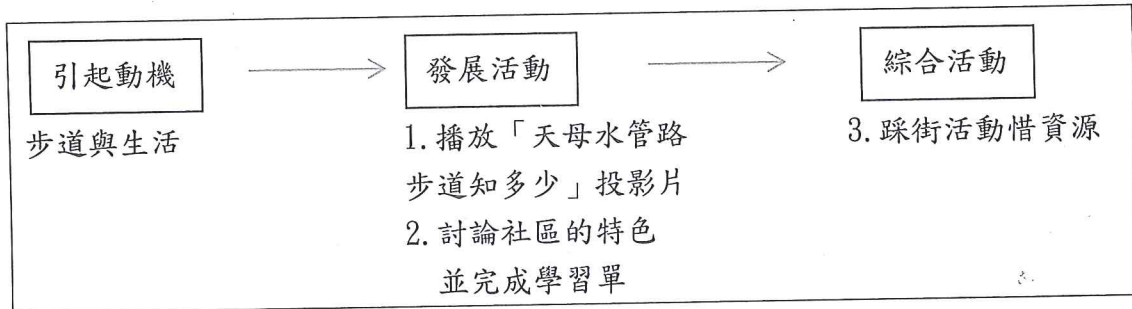 引起動機
步道與生活
發展活動
1.播放「天母水管路
步道知多少」投影片
2.討論社區的特色
並完成學習單
綜合活動
3.踩街活動惜資源